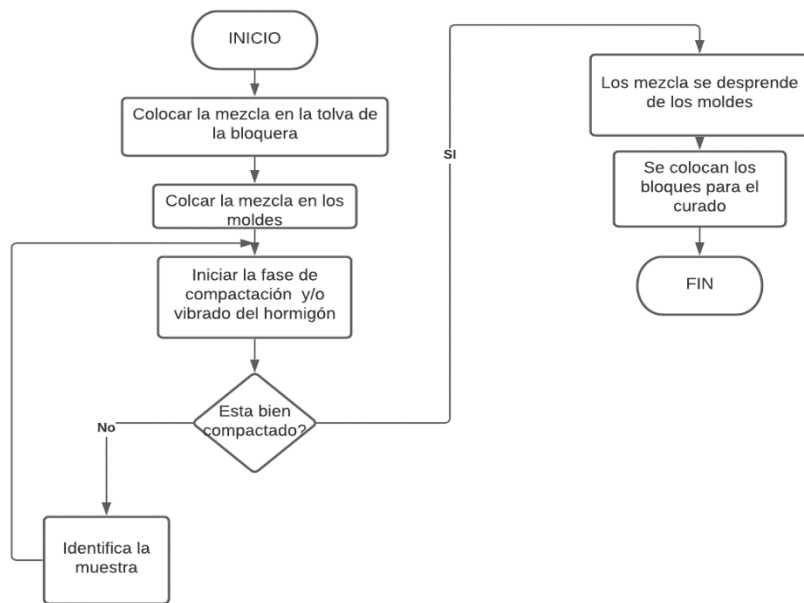 INICIO
Colocar la mezcla en la tolva de
la bloquera
Colcar la mezcla en los
moldes
Iniciar la fase de
compactación y/o
vibrado del hormigón
Esta bien
compactado?
No
Identifica la
muestra
SI
Los mezcla se desprende
de los moldes
Se colocan los
bloques para el
curado
FIN